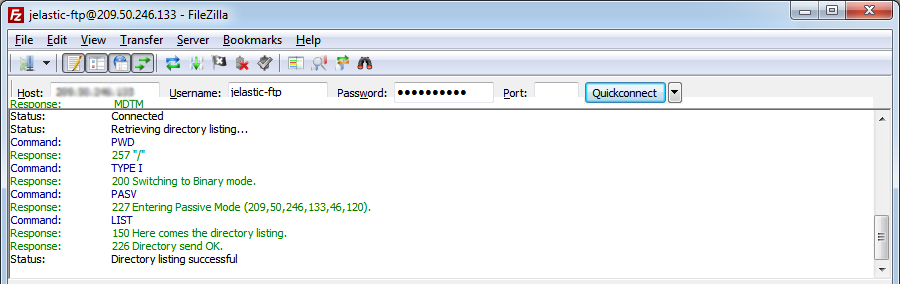 jelastic-ftp@209.50.246.133 - FileZilla
File Edit View Transfer Server Bookmarks Help
Host: Username: jelastic-ftp Password: ●●●●●●●●●● Port: Quickconnect
Response: MDTM
Status: Connected
Status: Retrieving directory listing...
Command: PWD
Response: 257 "/"
Command: TYPE I
Response: 200 Switching to Binary mode.
Command: PASV
Response: 227 Entering Passive Mode (209,50,246,133,46,120).
Command: LIST
Response: 150 Here comes the directory listing.
Response: 226 Directory send OK.
Status: Directory listing successful